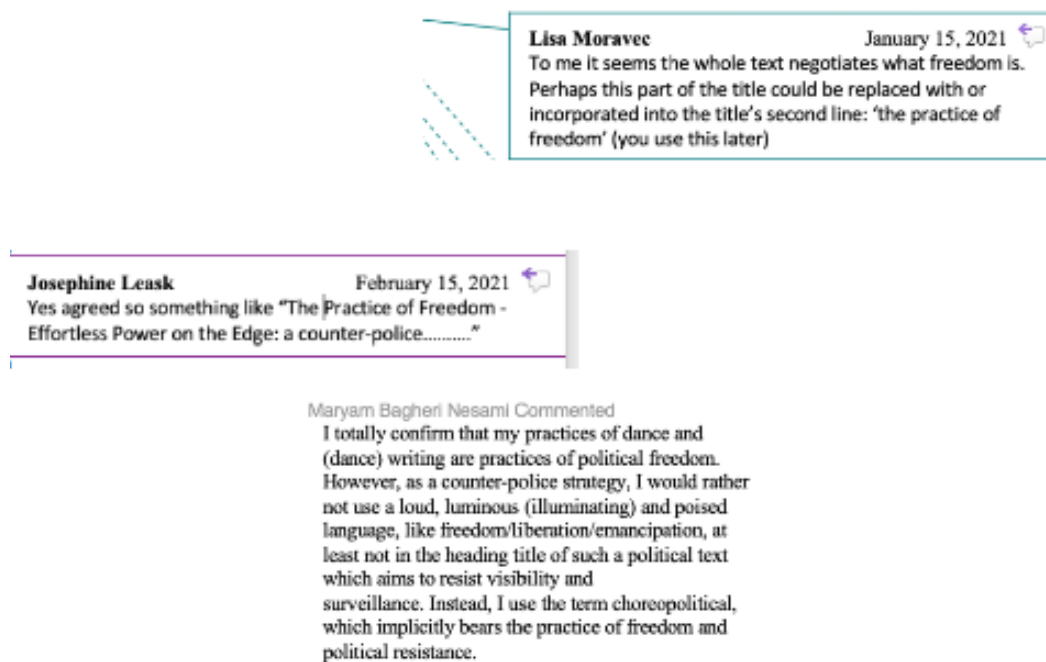 Lisa Moravec January 15, 2021
To me it seems the whole text negotiates what freedom is.
Perhaps this part of the title could be replaced with or
incorporated into the title's second line: 'the practice of
freedom' (you use this later)
Josephine Leask February 15, 2021
Yes agreed so something like "The Practice of Freedom -
Effortless Power on the Edge: a counter-police..........."
Maryam Bagheri Nesami Commented
I totally confirm that my practices of dance and
(dance) writing are practices of political freedom.
However, as a counter-police strategy, I would rather
not use a loud, luminous (illuminating) and poised
language, like freedom/liberation/emancipation, at
least not in the heading title of such a political text
which aims to resist visibility and
surveillance. Instead, I use the term choreopolitical,
which implicitly bears the practice of freedom and
political resistance.